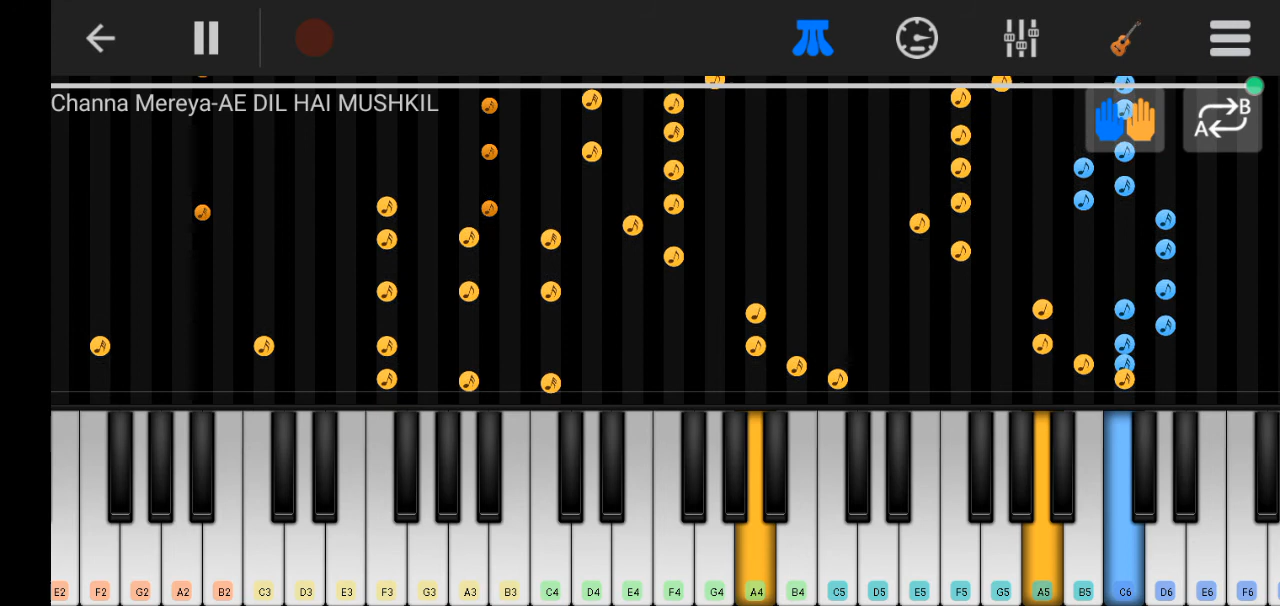 Channa Mereya-AE DIL HAI MUSHKIL
A B
E2 F2 G2 A2 B2 C3 D3 E3 F3 G3 A3 B3 C4 D4 E4 F4 G4 A4 B4 C5 D5 E5 F5 G5 A5 B5 C6 D6 E6 F6